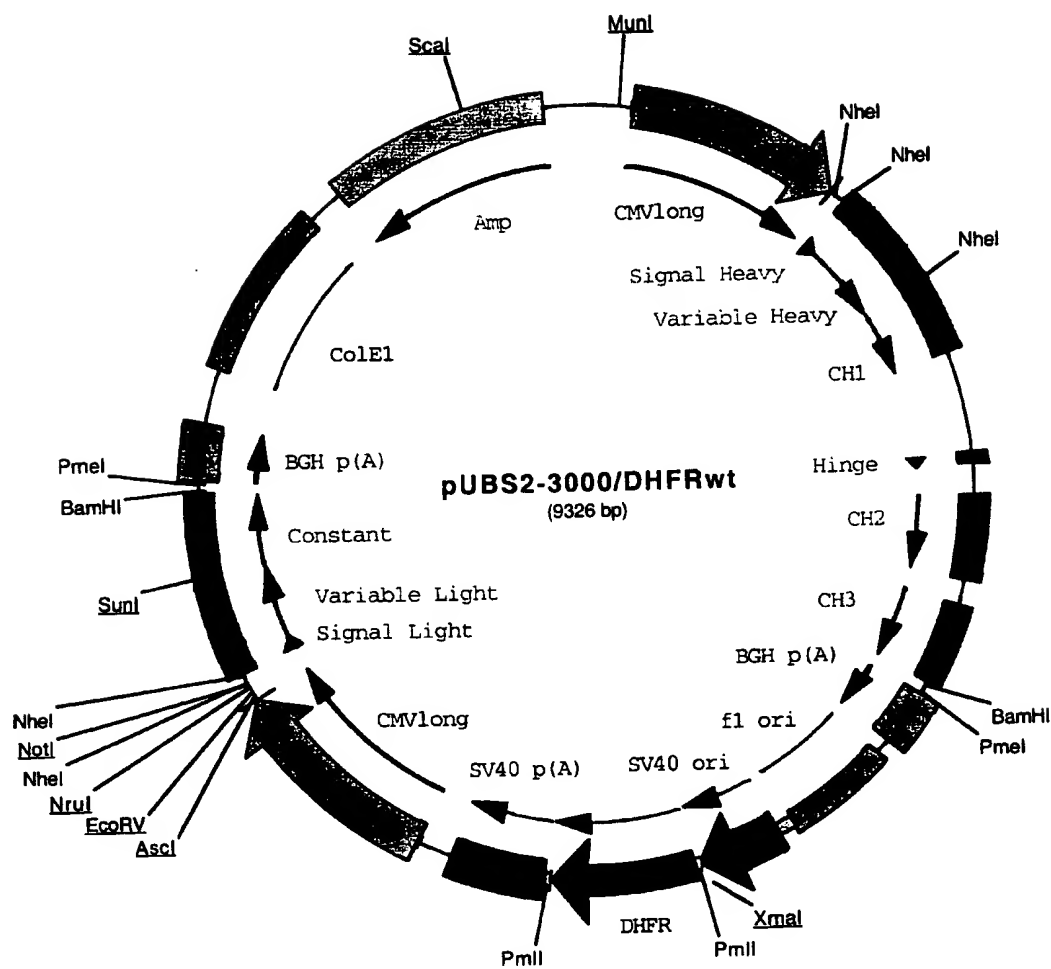 MunI
ScaI
NheI
NheI
NheI
CMVlong
Amp
Signal Heavy
Variable Heavy
ColE1
CH1
PmeI
BGH p(A)
Hinge
pUBS2-3000/DHFRwt
(9326 bp)
BamHI
CH2
Constant
Variable Light
SunI
CH3
Signal Light
BGH p(A)
NheI
BamHI
CMVlong
f1 ori
PmeI
NotI
SV40 p(A)
SV40 ori
NheI
NruI
EcoRV
AscI
XmaI
DHFR
PmlI
PmlI